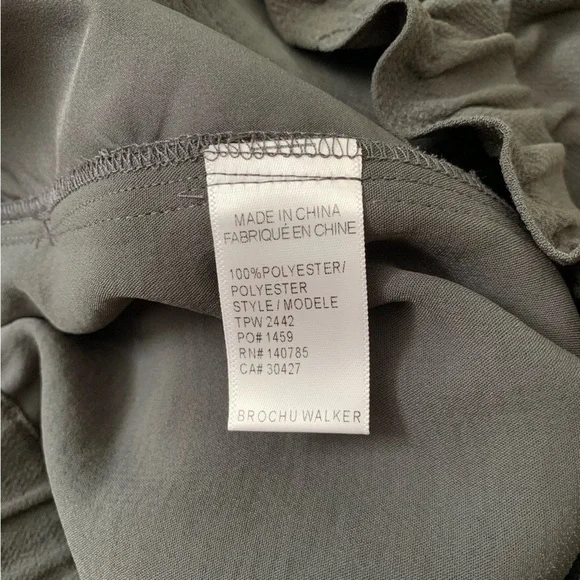 MADE IN CHINA
FABRIQUÉ EN CHINE
100%POLYESTER/
POLYESTER
STYLE / MODELE
TPW 2442
PO# 1459
RN# 140785
CA# 30427
BROCHU WALKER